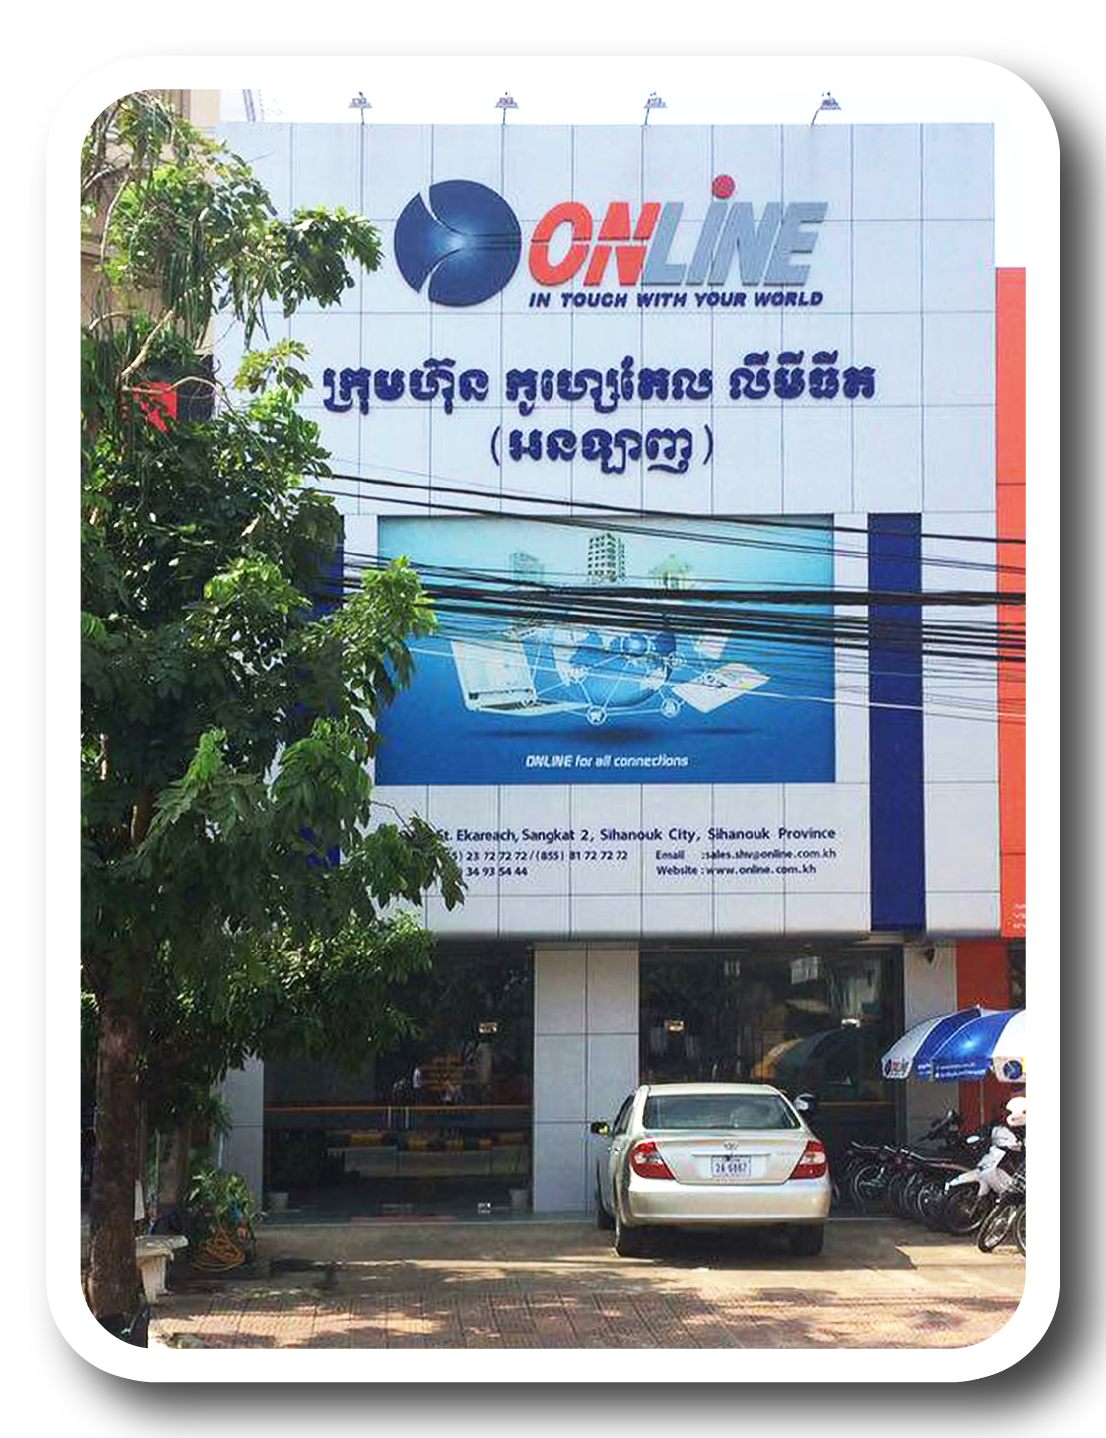 ONLINE
IN TOUCH WITH YOUR WORLD
ក្រុមហ៊ុន កូហ្សេតែល លីមីធីត
(អនឡាញ)
ONLINE for all connections
St. Ekareach, Sangkat 2, Sihanouk City, Sihanouk Province
23 72 72 72 / (855) 81 72 72 72 Email :sales.shv@online.com.kh
34 93 54 44 Website : www.online.com.kh
ONLINE